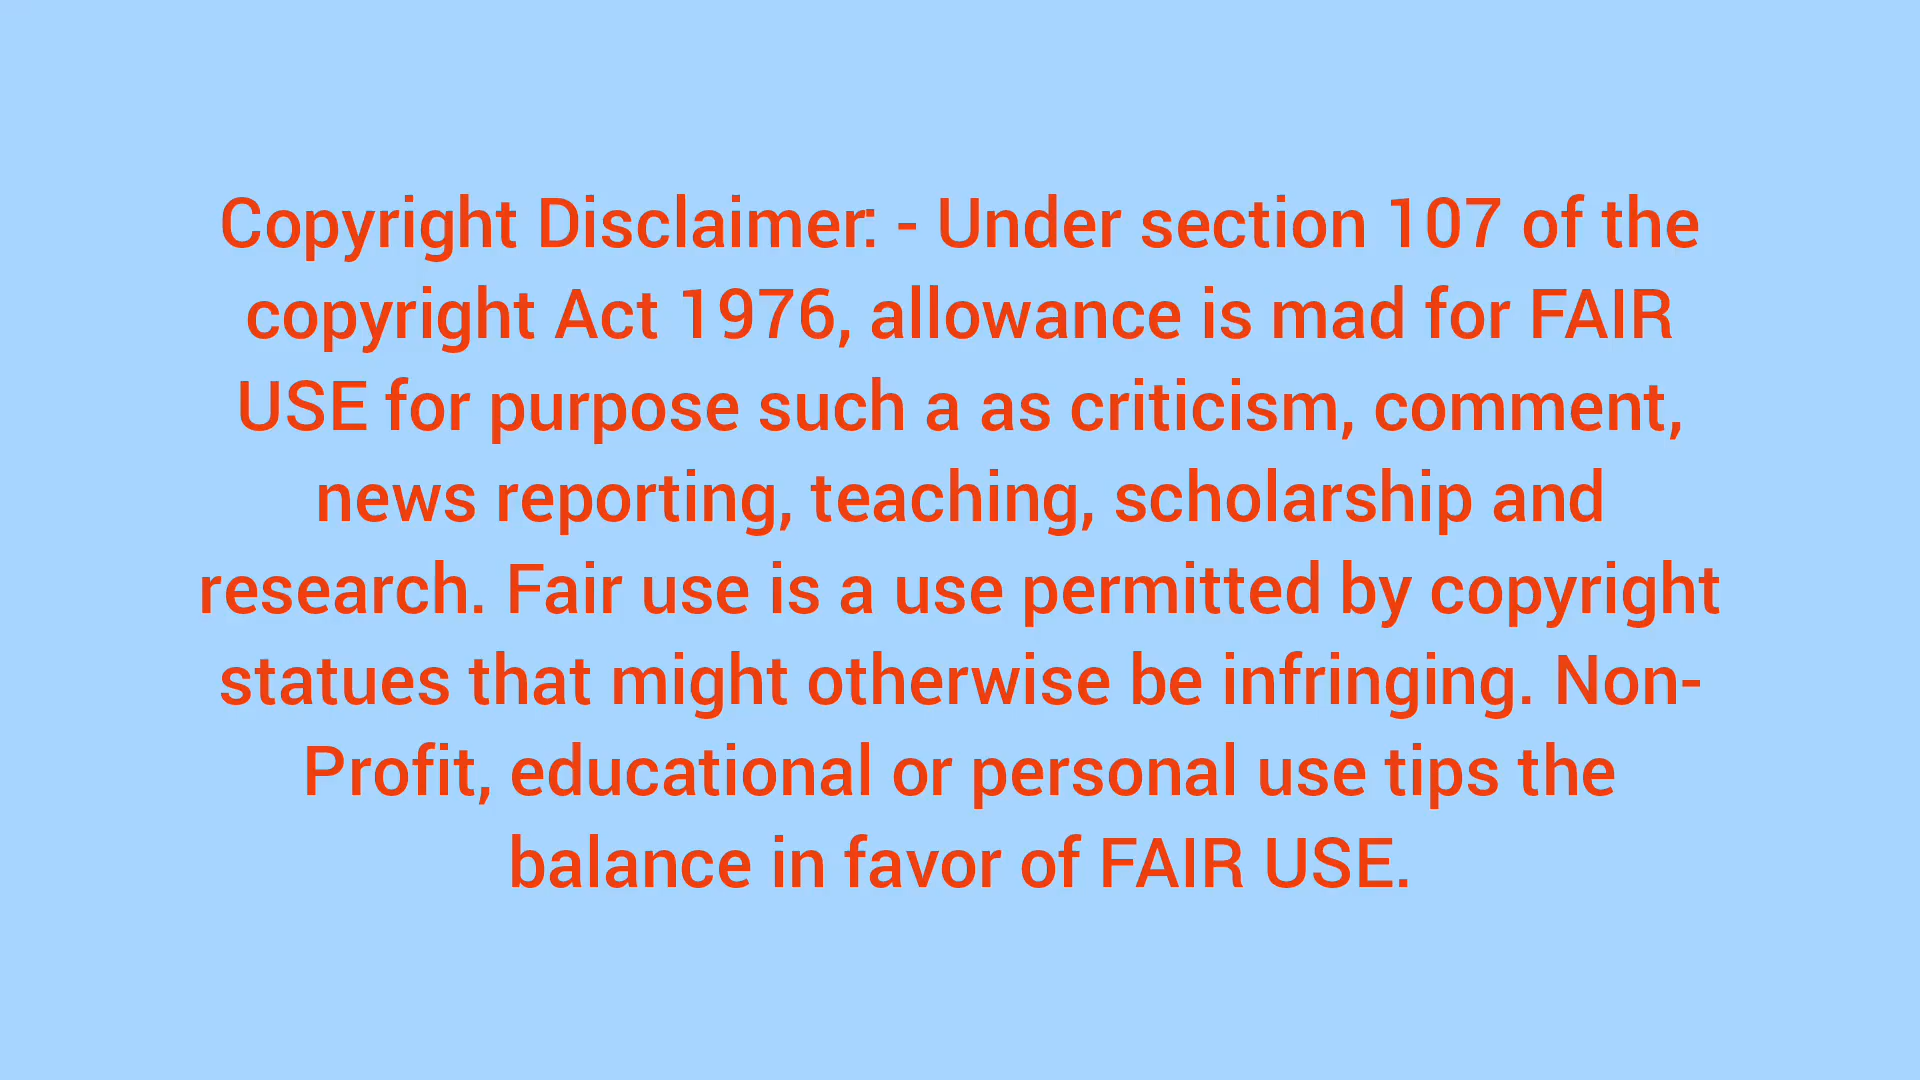 Copyright Disclaimer: - Under section 107 of the
copyright Act 1976, allowance is mad for FAIR
USE for purpose such a as criticism, comment,
news reporting, teaching, scholarship and
research. Fair use is a use permitted by copyright
statues that might otherwise be infringing. Non-
Profit, educational or personal use tips the
balance in favor of FAIR USE.